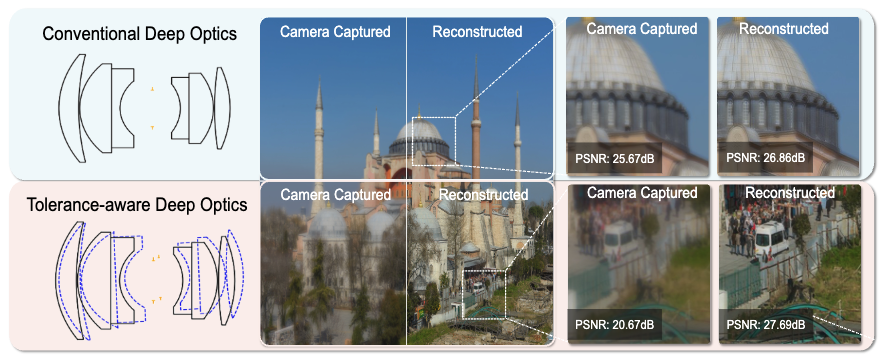 Conventional Deep Optics
Camera Captured
Reconstructed
Camera Captured
Reconstructed
PSNR: 25.67dB
PSNR: 26.86dB
Tolerance-aware Deep Optics
Camera Captured
Reconstructed
Camera Captured
Reconstructed
PSNR: 20.67dB
PSNR: 27.69dB